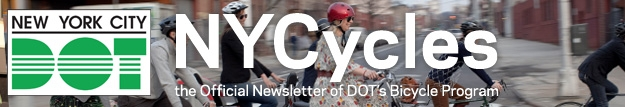 NEW YORK CITY
DOT
NYCycles
the Official Newsletter of DOT's Bicycle Program